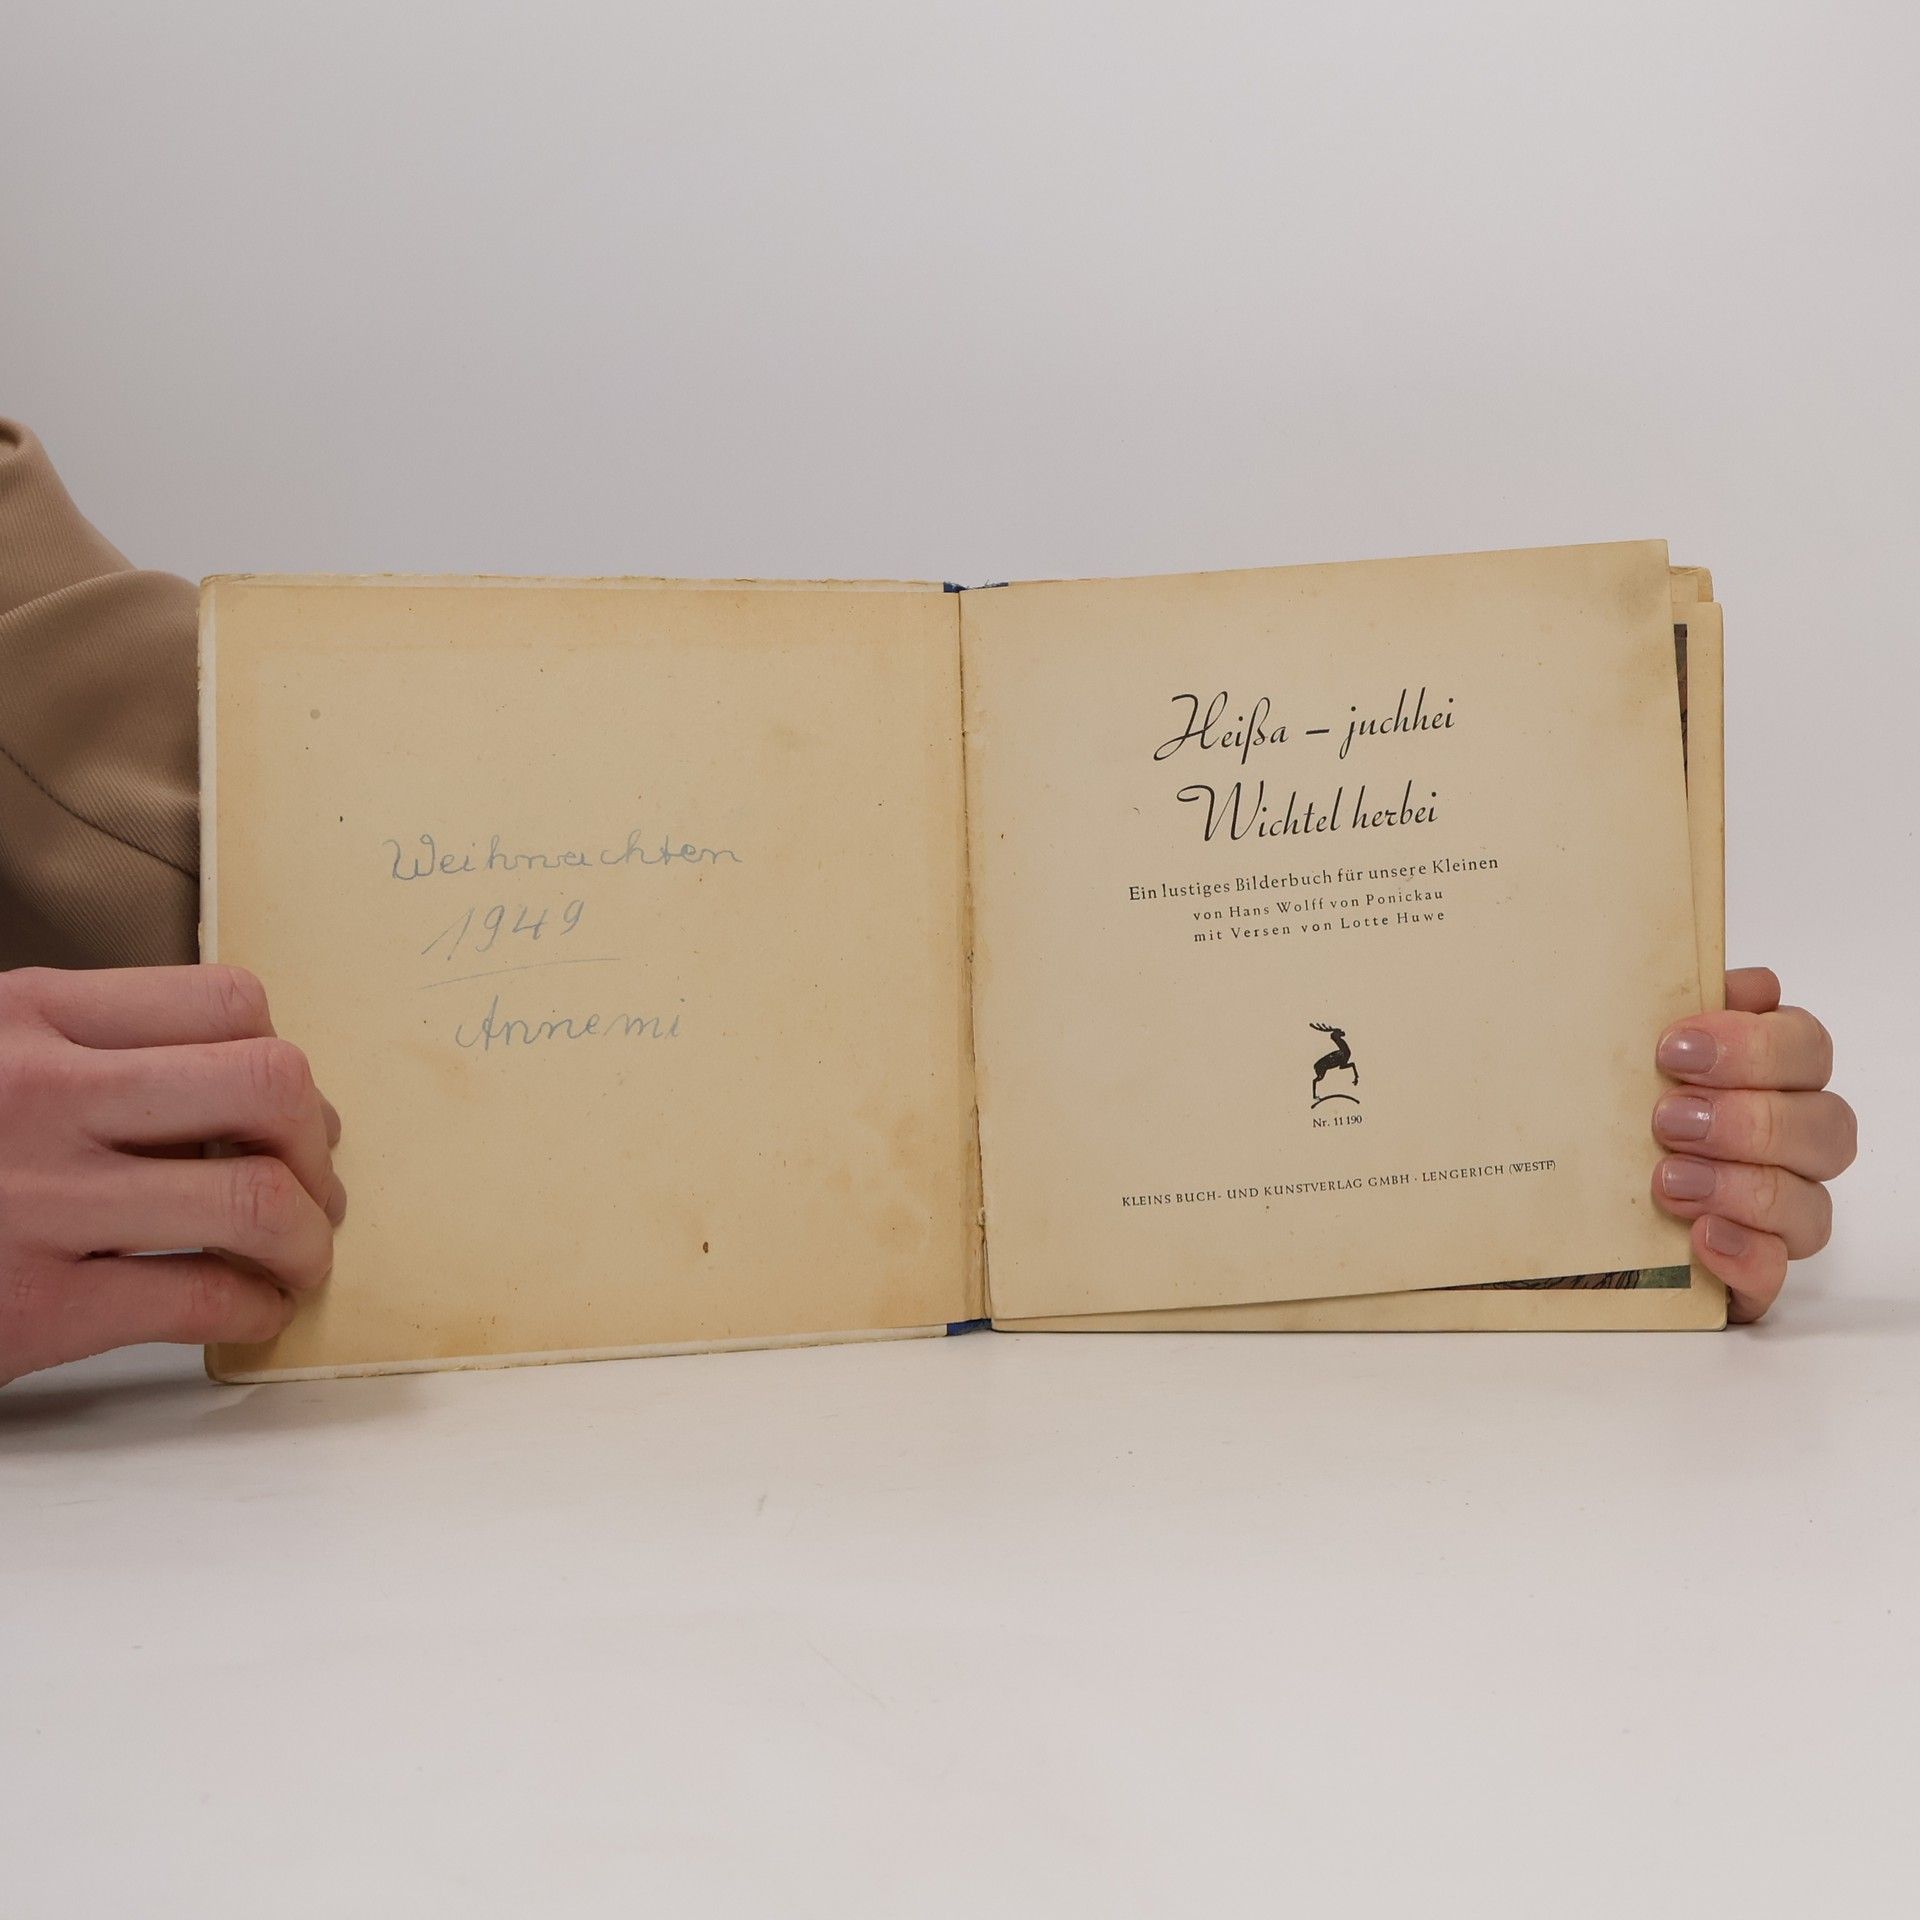 Weihnachten
1949
Annemi
Heißa – juchhei
Wichtel herbei
Ein lustiges Bilderbuch für unsere Kleinen
von Hans Wolff von Ponickau
mit Versen von Lotte Huwe
Nr. 11 190
KLEINS BUCH- UND KUNSTVERLAG GMBH · LENGERICH (WESTF)